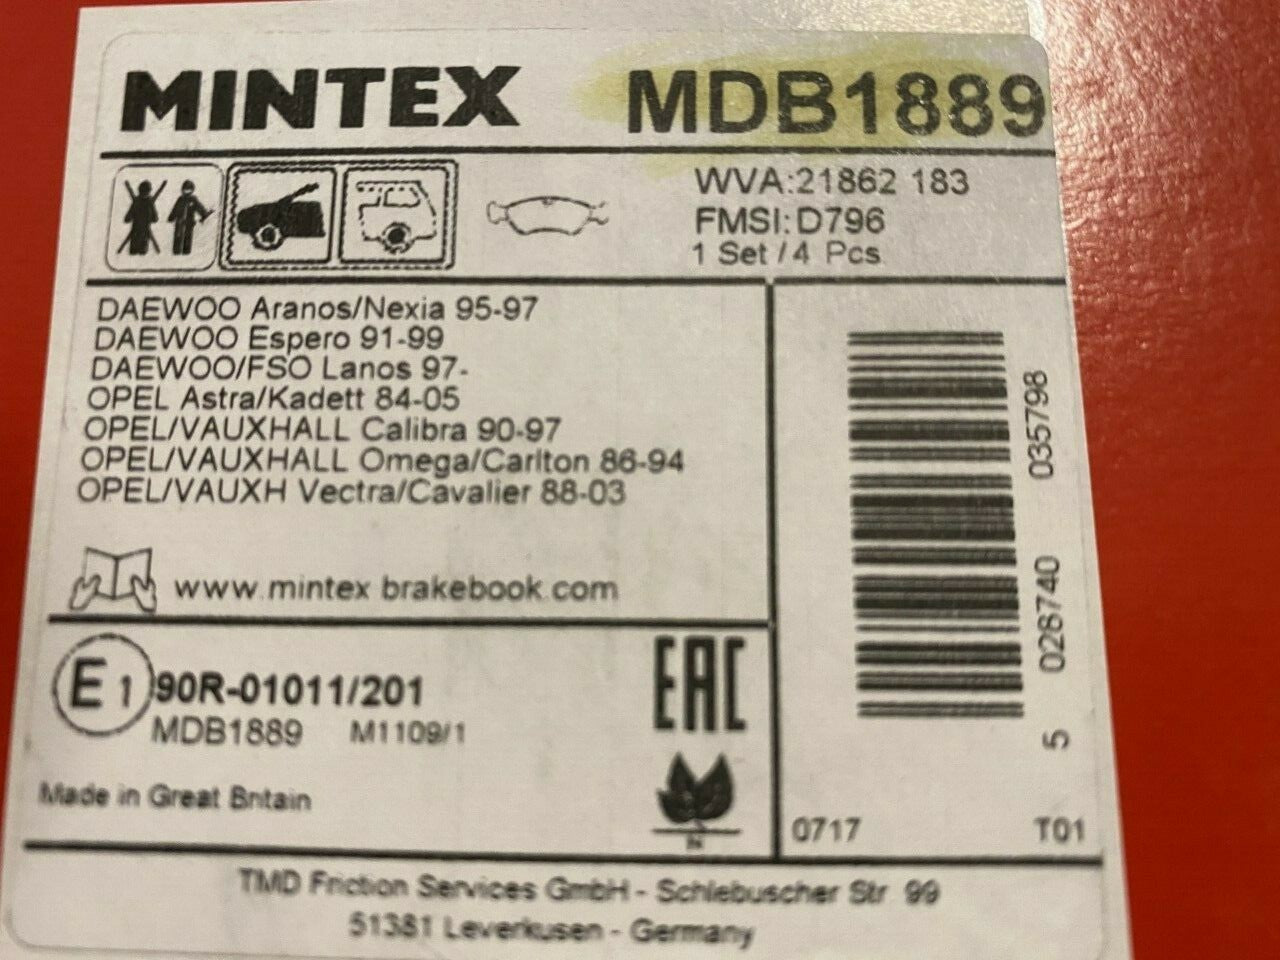 MINTEX MDB1889
WVA:21862 183
FMSI: D796
1 Set / 4 Pcs
DAEWOO Aranos/Nexia 95-97
DAEWOO Espero 91-99
DAEWOO/FSO Lanos 97-
OPEL Astra/Kadett 84-05
OPEL/VAUXHALL Calibra 90-97
OPEL/VAUXHALL Omega/Carlton 86-94
OPEL/VAUXH Vectra/Cavalier 88-03
www.mintex brakebook.com
5 028740 035798
E1 90R-01011/201
MDB1889 M1109/1
EAC
Made in Great Britain
0717 T01
TMD Friction Services GmbH - Schlebuscher Str 99
51381 Leverkusen - Germany